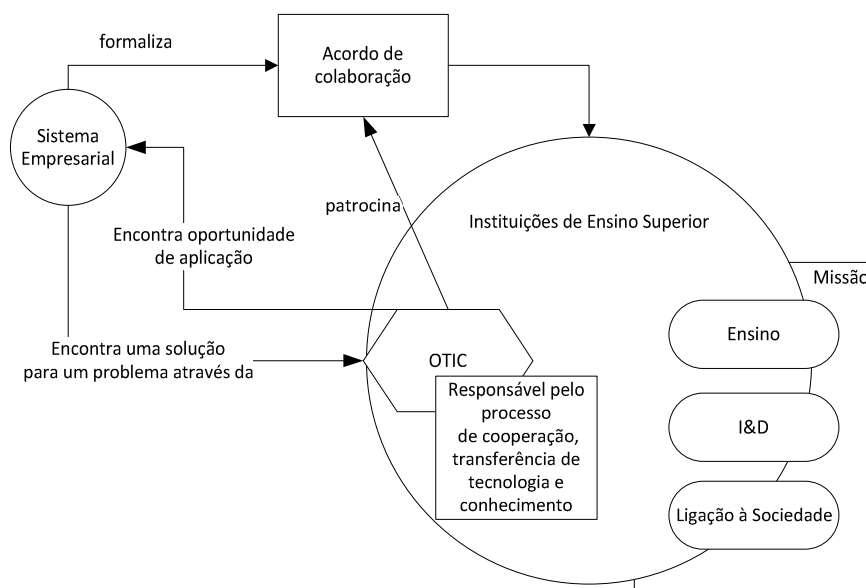 formaliza
Acordo de
colaboração
Sistema
Empresarial
patrocina
Instituições de Ensino Superior
Encontra oportunidade
de aplicação
Missão
Ensino
Encontra uma solução
para um problema através da
OTIC
Responsável pelo
processo
de cooperação,
transferência de
tecnologia e
conhecimento
I&D
Ligação à Sociedade